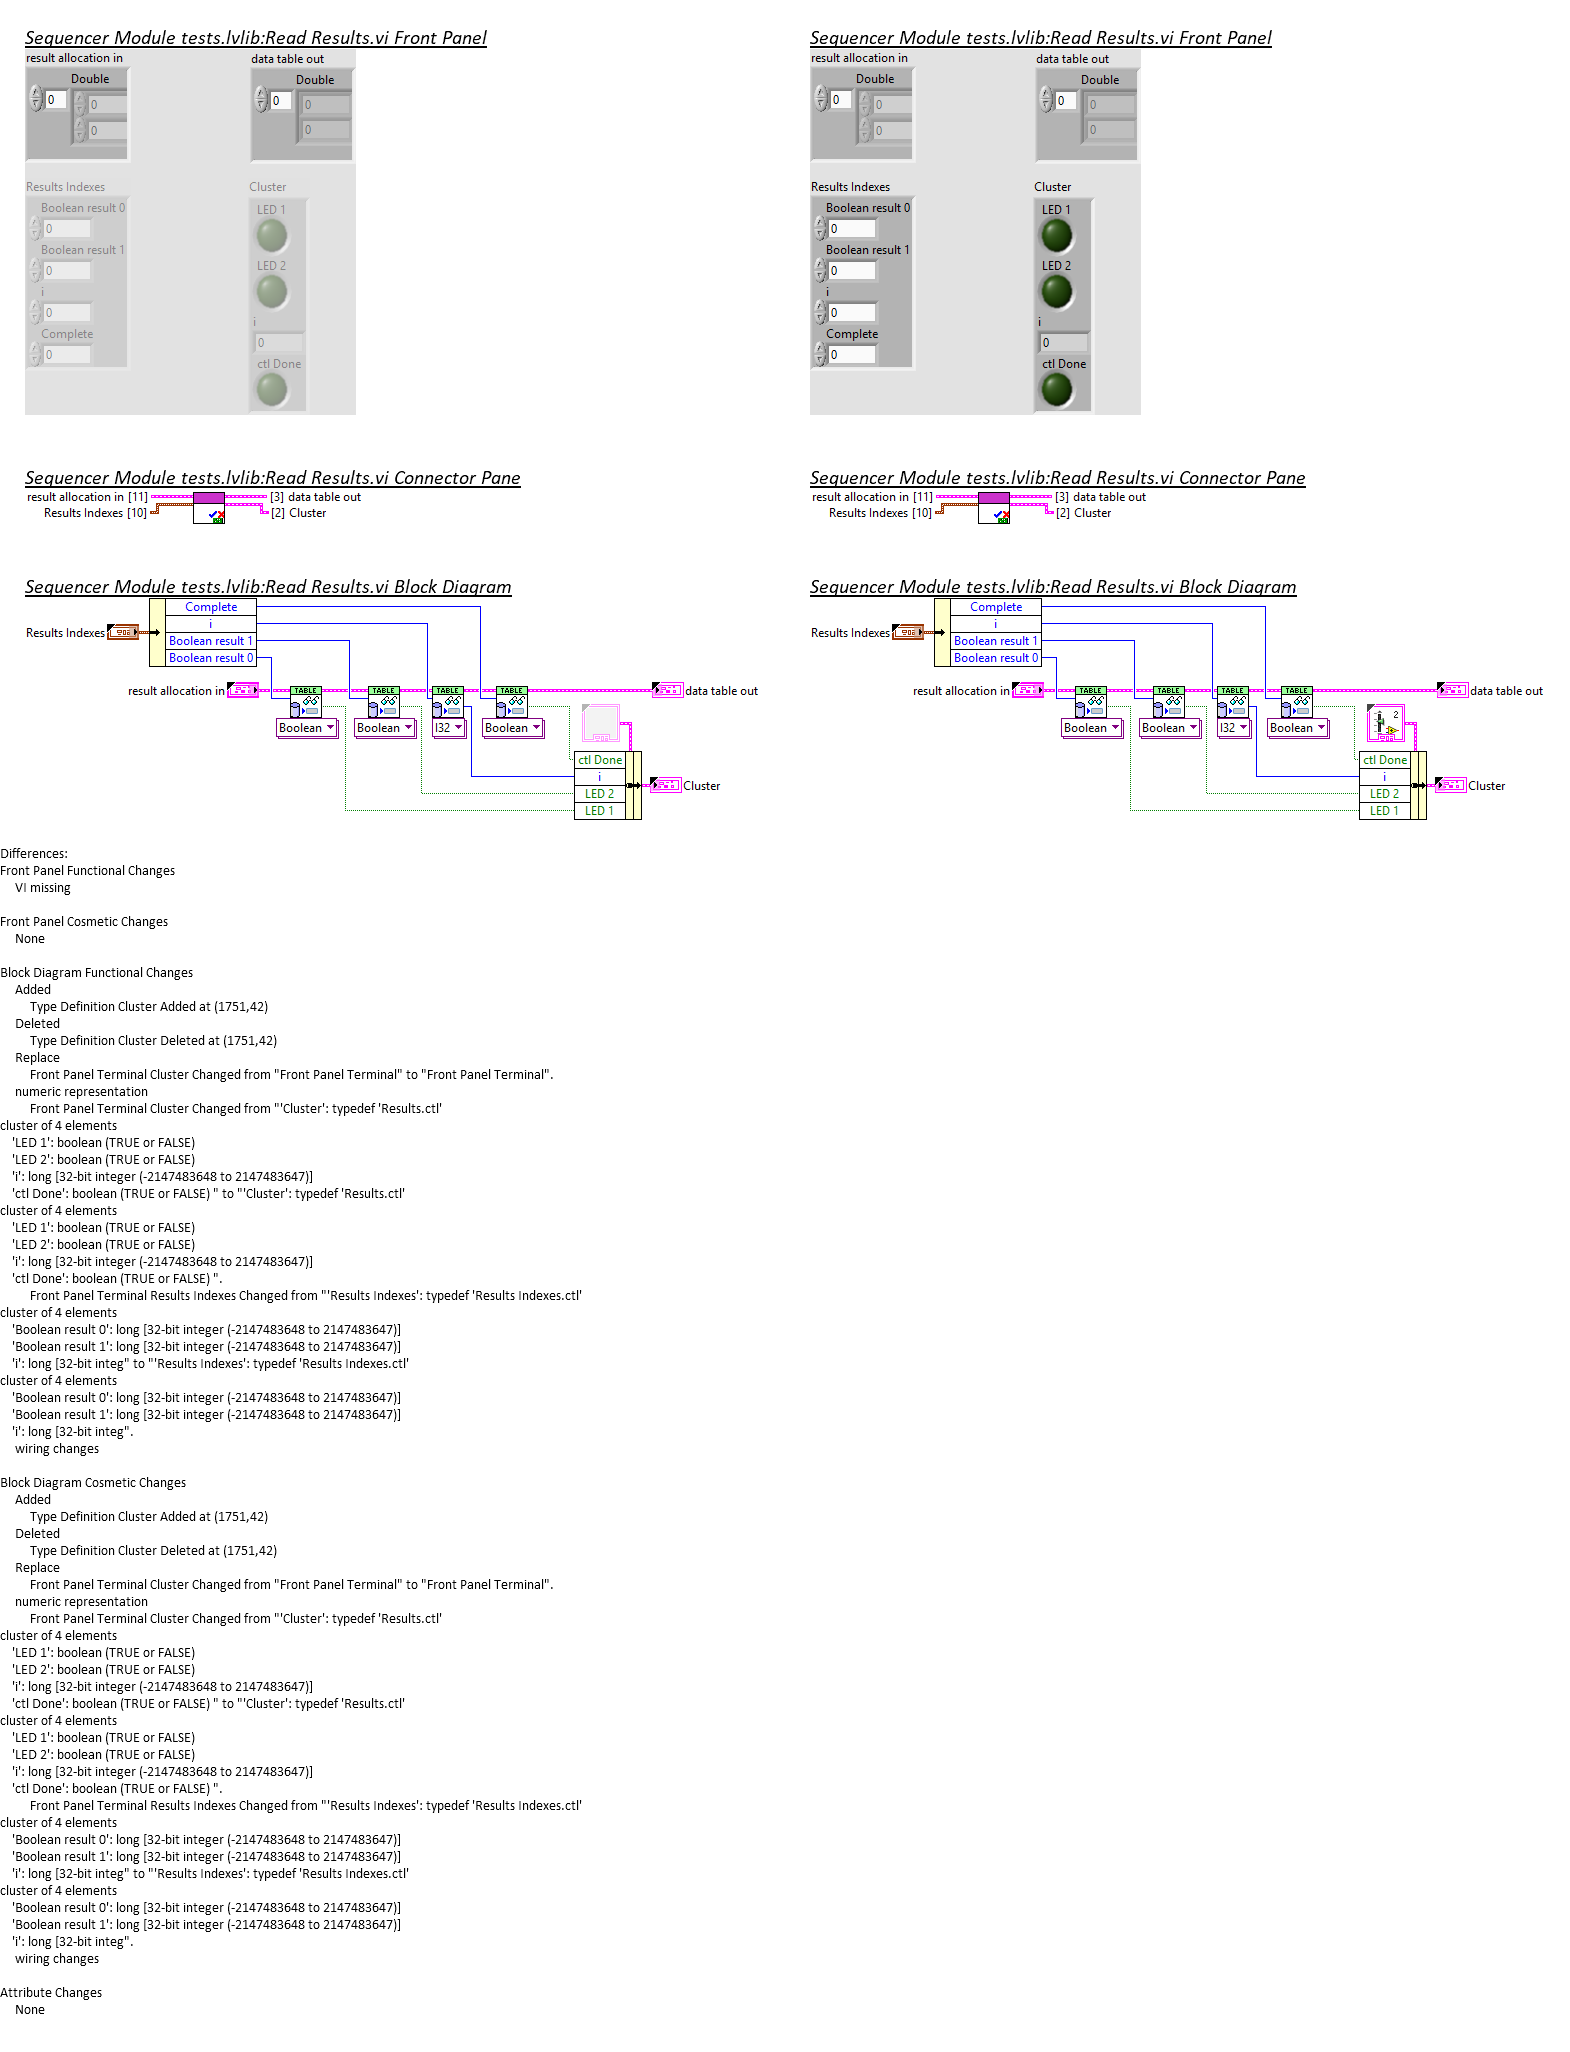 Sequencer Module tests.lvlib:Read Results.vi Front Panel
result allocation in
data table out
Double
Double
0
0
0
0
0
0
Results Indexes
Cluster
Boolean result 0
LED 1
0
Boolean result 1
LED 2
0
i
0
i
Complete
0
0
ctl Done
Sequencer Module tests.lvlib:Read Results.vi Front Panel
result allocation in
data table out
Double
Double
0
0
0
0
0
0
Results Indexes
Cluster
Boolean result 0
LED 1
0
Boolean result 1
LED 2
0
i
0
i
Complete
0
0
ctl Done
Sequencer Module tests.lvlib:Read Results.vi Connector Pane
result allocation in [11]
[3] data table out
Results Indexes [10]
[2] Cluster
Sequencer Module tests.lvlib:Read Results.vi Connector Pane
result allocation in [11]
[3] data table out
Results Indexes [10]
[2] Cluster
Sequencer Module tests.lvlib:Read Results.vi Block Diagram
Complete
i
Results Indexes
Boolean result 1
Boolean result 0
result allocation in
TABLE
TABLE
TABLE
TABLE
data table out
Boolean
Boolean
I32
Boolean
ctl Done
i
LED 2
LED 1
Cluster
Sequencer Module tests.lvlib:Read Results.vi Block Diagram
Complete
i
Results Indexes
Boolean result 1
Boolean result 0
result allocation in
TABLE
TABLE
TABLE
TABLE
data table out
2
Boolean
Boolean
I32
Boolean
ctl Done
i
LED 2
LED 1
Cluster
Differences:
Front Panel Functional Changes
VI missing
Front Panel Cosmetic Changes
None
Block Diagram Functional Changes
Added
Type Definition Cluster Added at (1751,42)
Deleted
Type Definition Cluster Deleted at (1751,42)
Replace
Front Panel Terminal Cluster Changed from "Front Panel Terminal" to "Front Panel Terminal".
numeric representation
Front Panel Terminal Cluster Changed from "'Cluster': typedef 'Results.ctl'
cluster of 4 elements
'LED 1': boolean (TRUE or FALSE)
'LED 2': boolean (TRUE or FALSE)
'i': long [32-bit integer (-2147483648 to 2147483647)]
'ctl Done': boolean (TRUE or FALSE) " to "'Cluster': typedef 'Results.ctl'
cluster of 4 elements
'LED 1': boolean (TRUE or FALSE)
'LED 2': boolean (TRUE or FALSE)
'i': long [32-bit integer (-2147483648 to 2147483647)]
'ctl Done': boolean (TRUE or FALSE) ".
Front Panel Terminal Results Indexes Changed from "'Results Indexes': typedef 'Results Indexes.ctl'
cluster of 4 elements
'Boolean result 0': long [32-bit integer (-2147483648 to 2147483647)]
'Boolean result 1': long [32-bit integer (-2147483648 to 2147483647)]
'i': long [32-bit integ" to "'Results Indexes': typedef 'Results Indexes.ctl'
cluster of 4 elements
'Boolean result 0': long [32-bit integer (-2147483648 to 2147483647)]
'Boolean result 1': long [32-bit integer (-2147483648 to 2147483647)]
'i': long [32-bit integ".
wiring changes
Block Diagram Cosmetic Changes
Added
Type Definition Cluster Added at (1751,42)
Deleted
Type Definition Cluster Deleted at (1751,42)
Replace
Front Panel Terminal Cluster Changed from "Front Panel Terminal" to "Front Panel Terminal".
numeric representation
Front Panel Terminal Cluster Changed from "'Cluster': typedef 'Results.ctl'
cluster of 4 elements
'LED 1': boolean (TRUE or FALSE)
'LED 2': boolean (TRUE or FALSE)
'i': long [32-bit integer (-2147483648 to 2147483647)]
'ctl Done': boolean (TRUE or FALSE) " to "'Cluster': typedef 'Results.ctl'
cluster of 4 elements
'LED 1': boolean (TRUE or FALSE)
'LED 2': boolean (TRUE or FALSE)
'i': long [32-bit integer (-2147483648 to 2147483647)]
'ctl Done': boolean (TRUE or FALSE) ".
Front Panel Terminal Results Indexes Changed from "'Results Indexes': typedef 'Results Indexes.ctl'
cluster of 4 elements
'Boolean result 0': long [32-bit integer (-2147483648 to 2147483647)]
'Boolean result 1': long [32-bit integer (-2147483648 to 2147483647)]
'i': long [32-bit integ" to "'Results Indexes': typedef 'Results Indexes.ctl'
cluster of 4 elements
'Boolean result 0': long [32-bit integer (-2147483648 to 2147483647)]
'Boolean result 1': long [32-bit integer (-2147483648 to 2147483647)]
'i': long [32-bit integ".
wiring changes
Attribute Changes
None